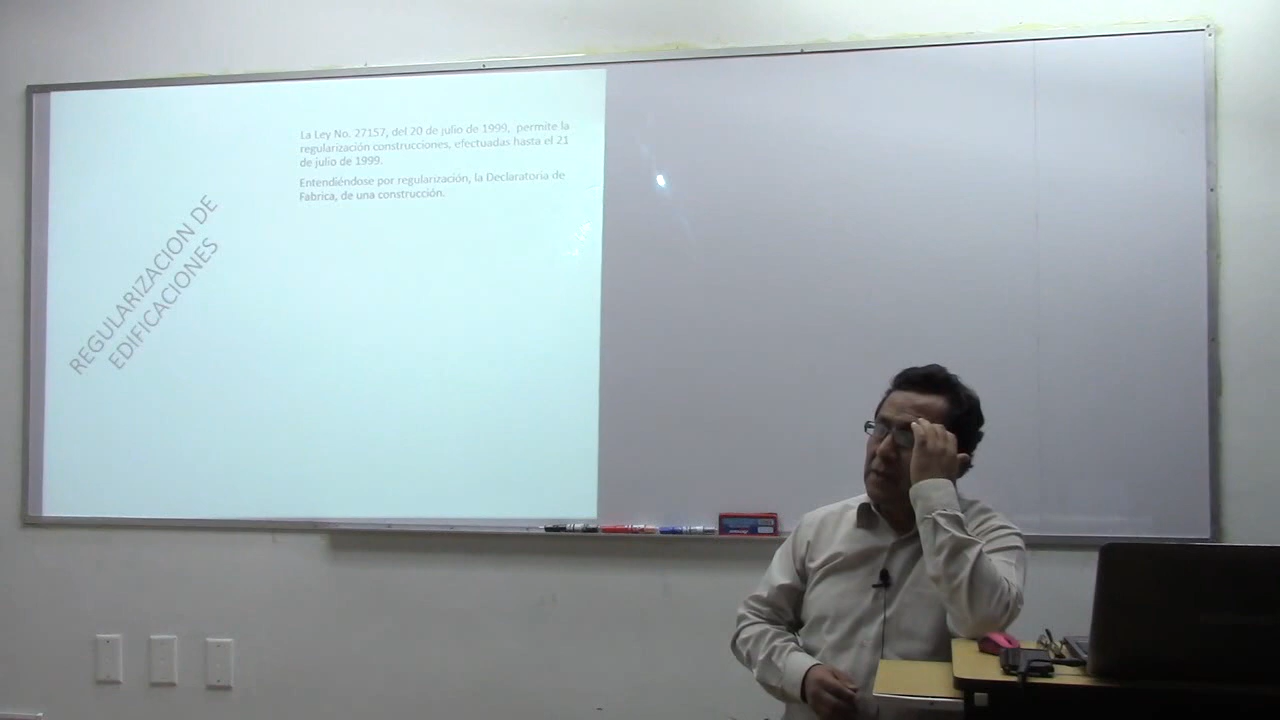 REGULARIZACION DE
EDIFICACIONES
La Ley No. 27157, del 20 de julio de 1999, permite la
regularización construcciones, efectuadas hasta el 21
de julio de 1999.
Entendiéndose por regularización, la Declaratoria de
Fabrica, de una construcción.